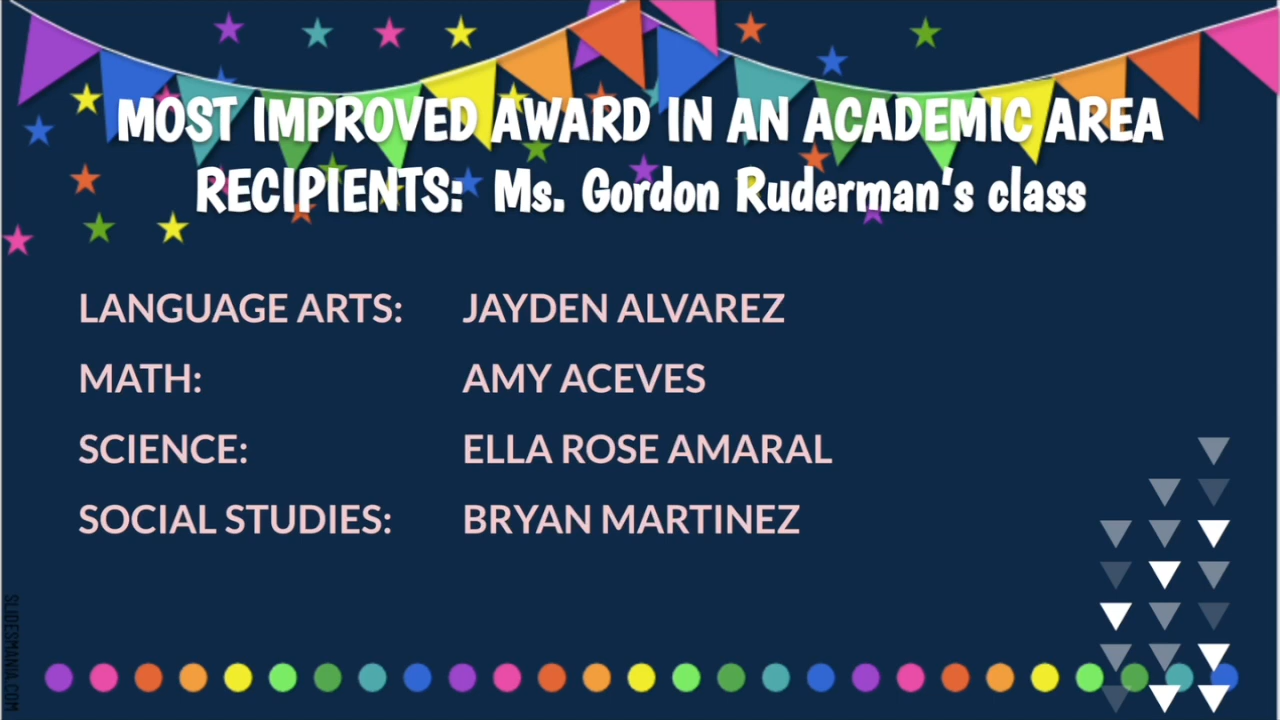 MOST IMPROVED AWARD IN AN ACADEMIC AREA
RECIPIENTS: Ms. Gordon Ruderman's class
LANGUAGE ARTS: JAYDEN ALVAREZ
MATH: AMY ACEVES
SCIENCE: ELLA ROSE AMARAL
SOCIAL STUDIES: BRYAN MARTINEZ
SLIDESMANIA.COM